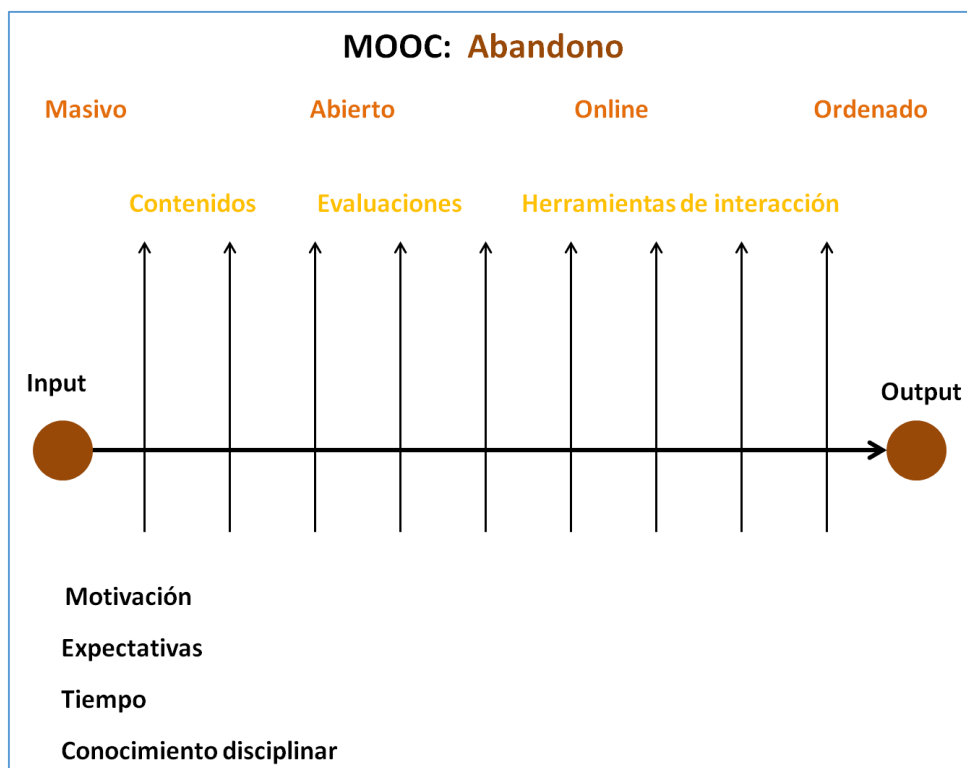 MOOC: Abandono
Masivo Abierto Online Ordenado
Contenidos Evaluaciones Herramientas de interacción
Input
Output
Motivación
Expectativas
Tiempo
Conocimiento disciplinar